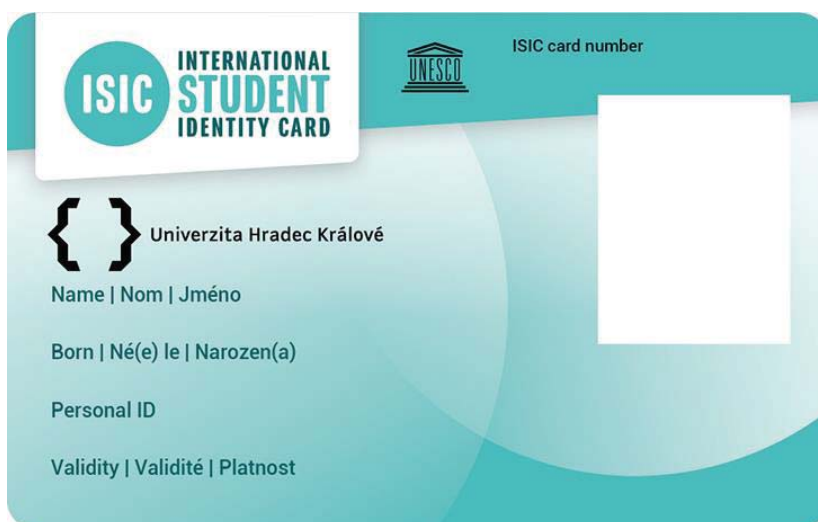 ISIC
INTERNATIONAL
STUDENT
IDENTITY CARD
UNESCO
ISIC card number
Univerzita Hradec Králové
Name | Nom | Jméno
Born | Né(e) le | Narozen(a)
Personal ID
Validity | Validité | Platnost